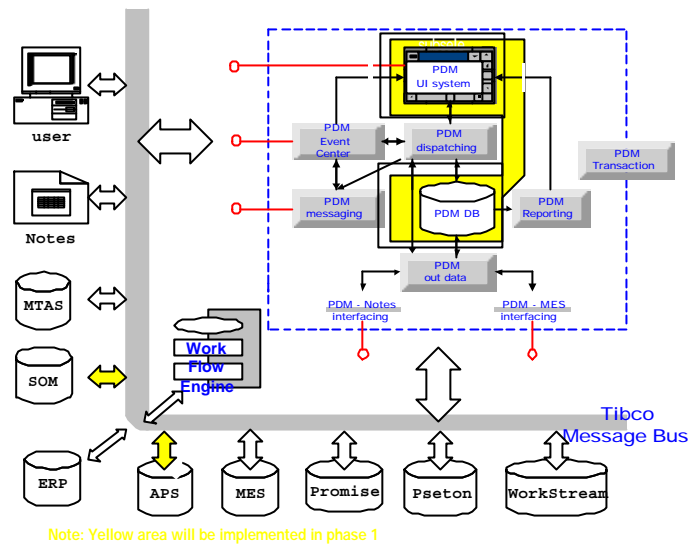 PDM
UI system
user
PDM
Event
Center
PDM
dispatching
PDM
Transaction
Notes
PDM
messaging
PDM DB
PDM
Reporting
PDM
out data
MTAS
PDM - Notes
interfacing
PDM - MES
interfacing
SOM
Work
Flow
Engine
Tibco
Message Bus
ERP
APS
MES
Promise
Pseton
WorkStream
Note: Yellow area will be implemented in phase 1